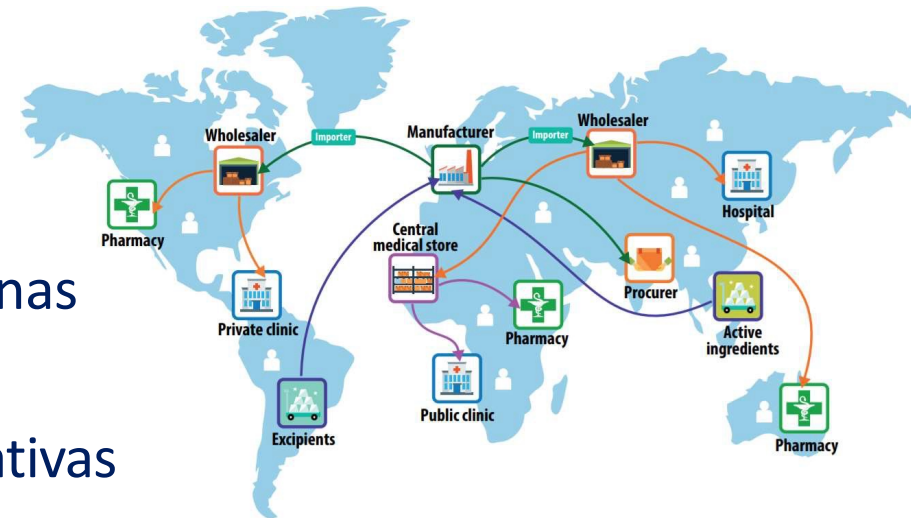 Wholesaler
Importer
Manufacturer
Importer
Wholesaler
Pharmacy
Hospital
Central
medical store
nas
Private clinic
Procurer
Pharmacy
Active
ingredients
Public clinic
Excipients
ativas
Pharmacy